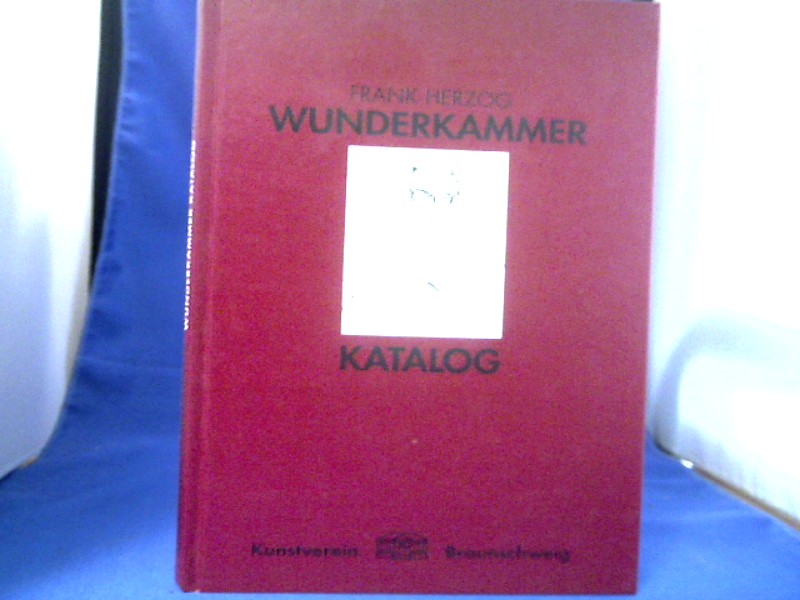 FRANK HERZOG
WUNDERKAMMER
KATALOG
Kunstverein Braunschweig
WUNDERKAMMER KATALOG